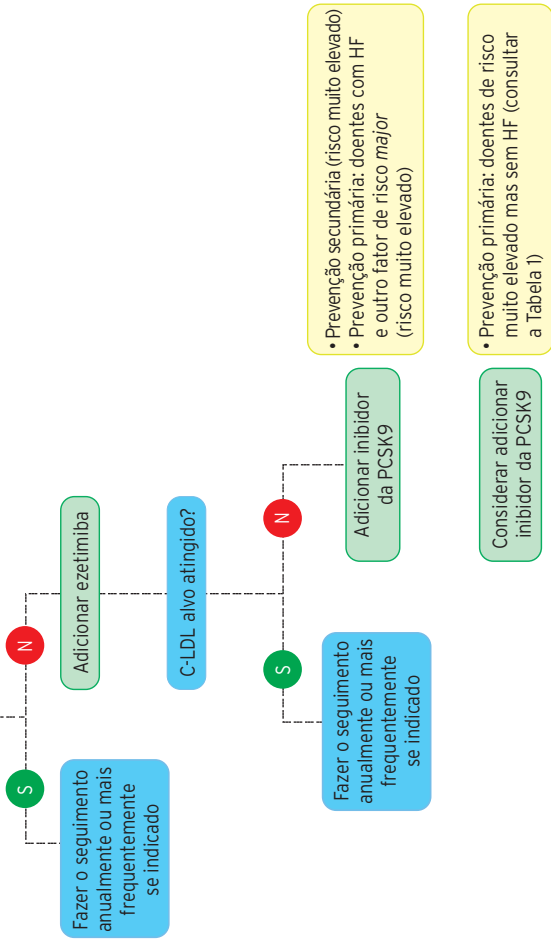 S
N
Fazer o seguimento
anualmente ou mais
frequentemente
se indicado
Adicionar ezetimiba
C-LDL alvo atingido?
S
N
Fazer o seguimento
anualmente ou mais
frequentemente
se indicado
Adicionar inibidor
da PCSK9
• Prevenção secundária (risco muito elevado)
• Prevenção primária: doentes com HF
e outro fator de risco major
(risco muito elevado)
Considerar adicionar
inibidor da PCSK9
• Prevenção primária: doentes de risco
muito elevado mas sem HF (consultar
a Tabela 1)